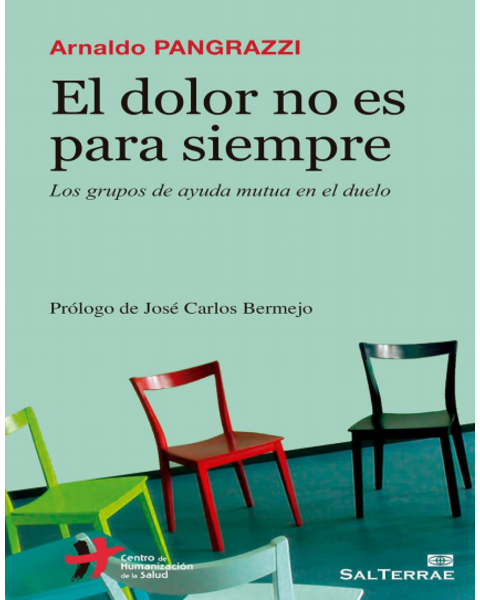 Arnaldo PANGRAZZI
El dolor no es
para siempre
Los grupos de ayuda mutua en el duelo
Prólogo de José Carlos Bermejo
Centro de
Humanización
de la Salud
SALTERRAE